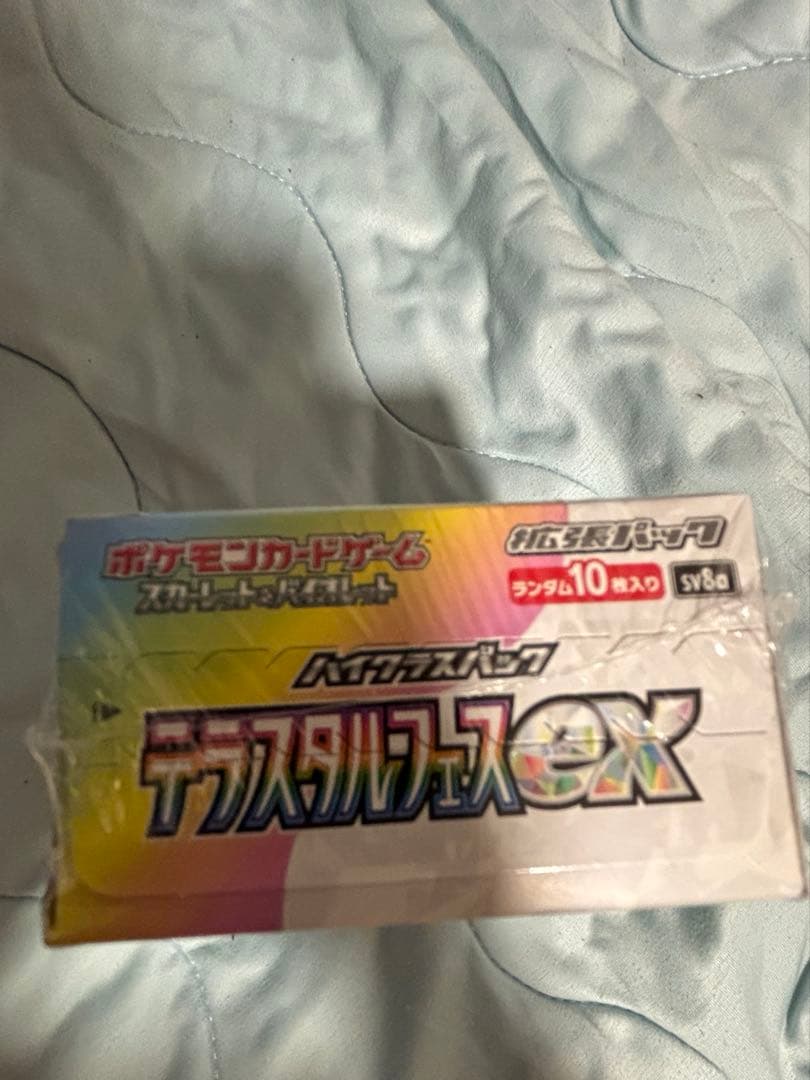 ポケモンカードゲーム
スカーレット&バイオレット
拡張パック
ランダム10枚入り
sv8a
ハイクラスパック
テラスタルフェスex